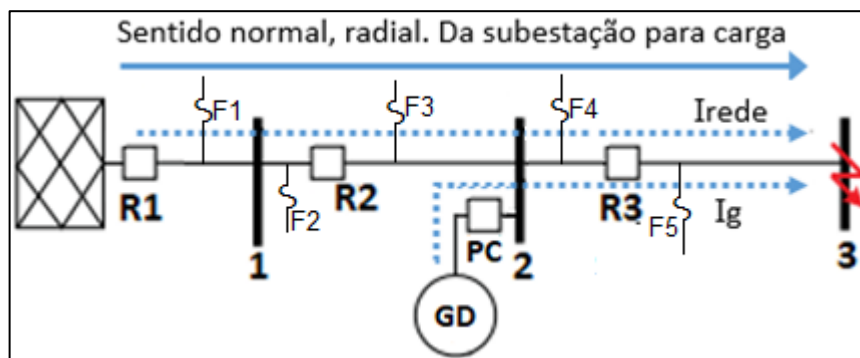 Sentido normal, radial. Da subestação para carga
F1
F3
F4
Irede
R1
F2
R2
R3
F5
Ig
PC
1
2
3
GD